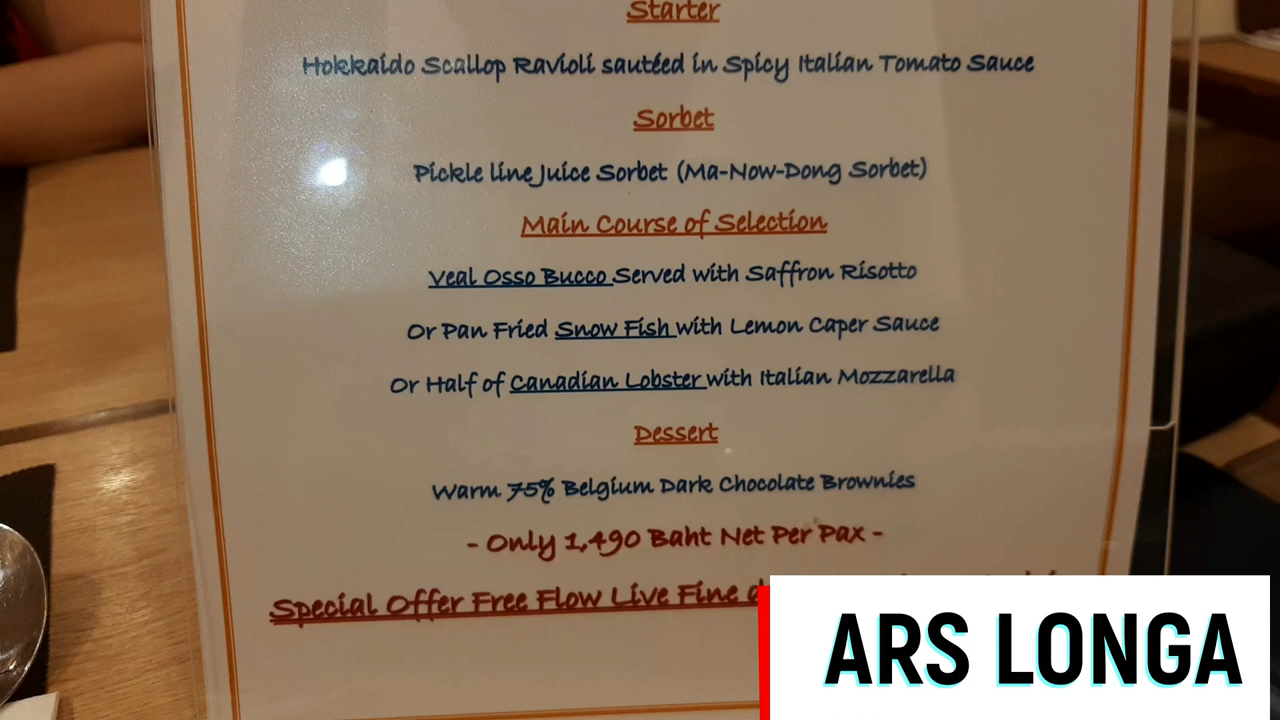 Starter
Hokkaido Scallop Ravioli sautéed in Spicy Italian Tomato Sauce
Sorbet
Pickle line Juice Sorbet (Ma-Now-Dong Sorbet)
Main Course of Selection
Veal Osso Bucco Served with Saffron Risotto
Or Pan Fried Snow Fish with Lemon Caper Sauce
Or Half of Canadian Lobster with Italian Mozzarella
Dessert
Warm 75% Belgium Dark Chocolate Brownies
- Only 1,490 Baht Net Per Pax -
Special Offer Free Flow Live Fine
ARS LONGA